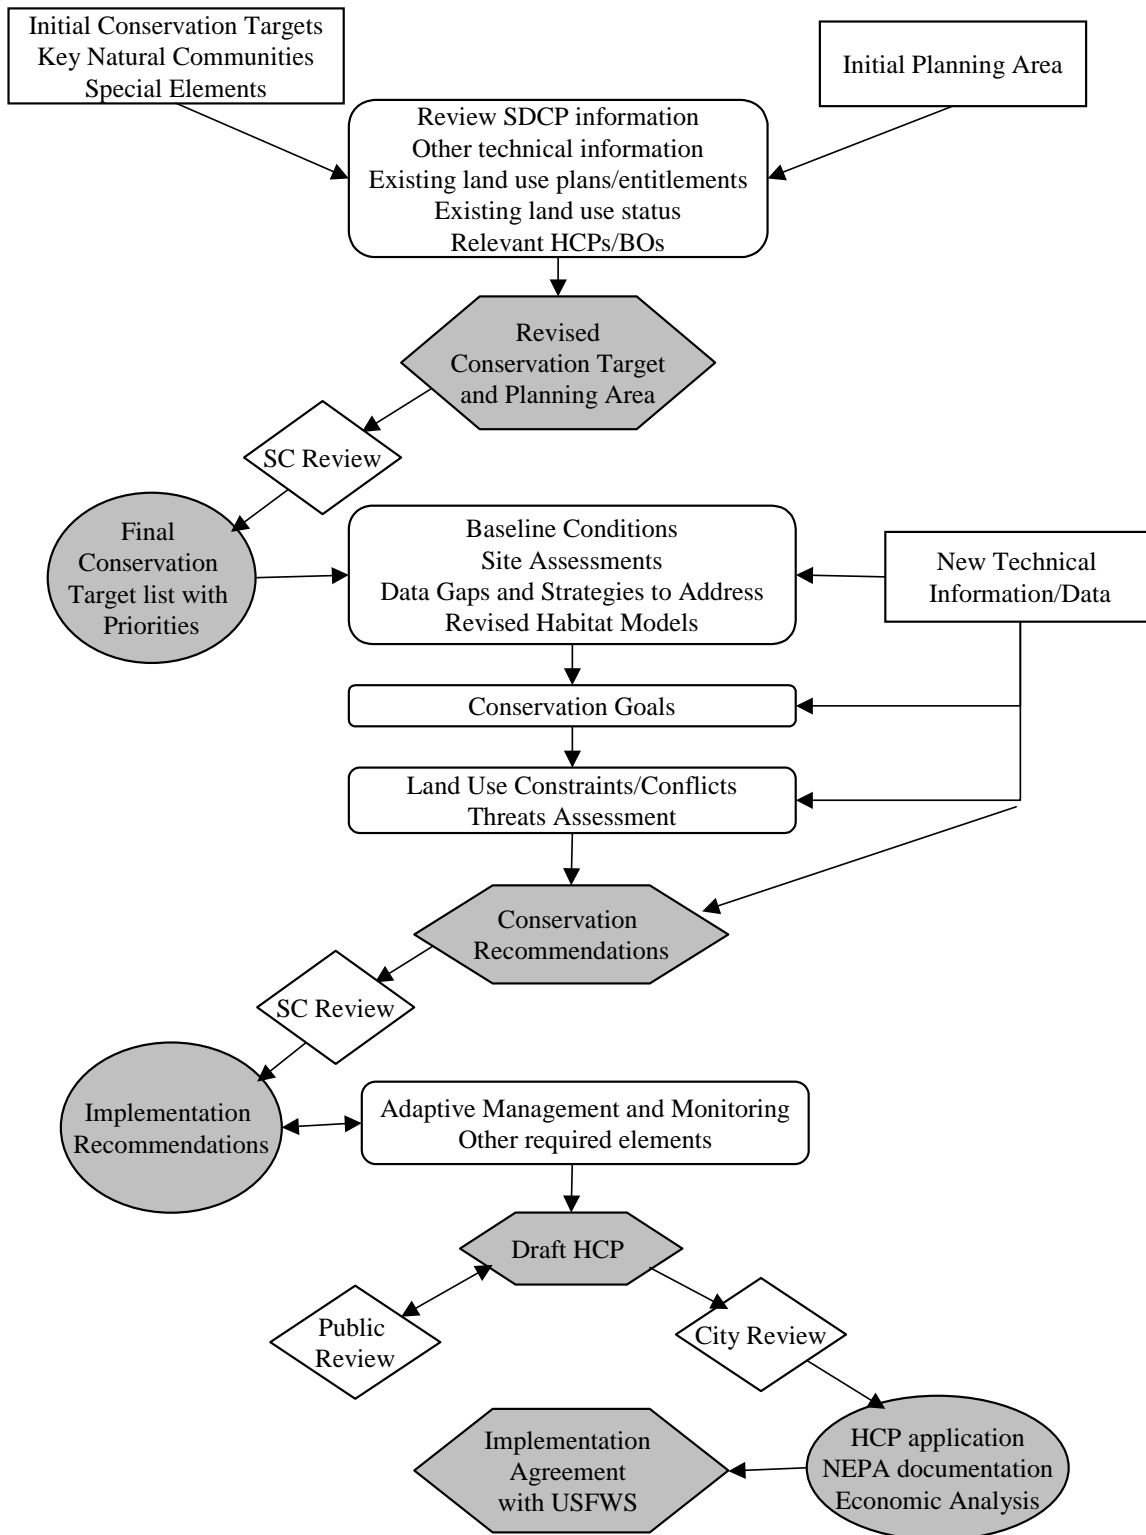 Initial Conservation Targets
Key Natural Communities
Special Elements
Initial Planning Area
Review SDCP information
Other technical information
Existing land use plans/entitlements
Existing land use status
Relevant HCPs/BOs
Revised
Conservation Target
and Planning Area
SC Review
Final
Conservation
Target list with
Priorities
Baseline Conditions
Site Assessments
Data Gaps and Strategies to Address
Revised Habitat Models
New Technical
Information/Data
Conservation Goals
Land Use Constraints/Conflicts
Threats Assessment
Conservation
Recommendations
SC Review
Implementation
Recommendations
Adaptive Management and Monitoring
Other required elements
Draft HCP
Public
Review
City Review
HCP application
NEPA documentation
Economic Analysis
Implementation
Agreement
with USFWS